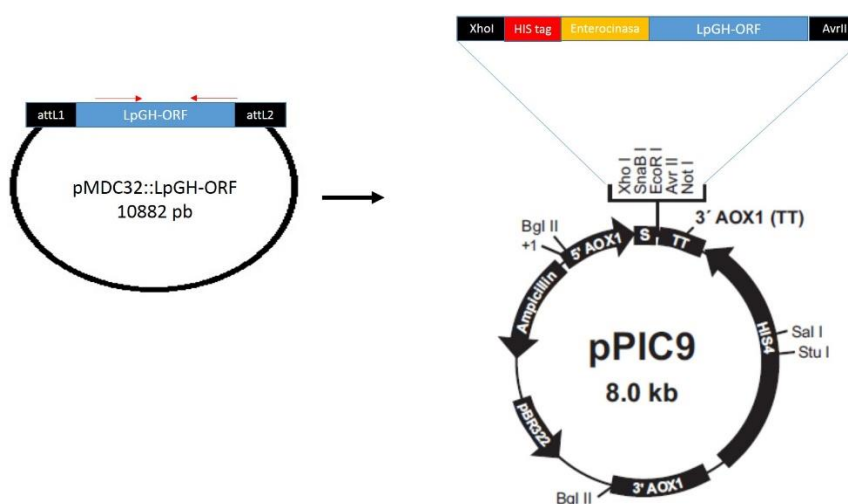 XhoI HIS tag Enterocinasa LpGH-ORF AvrII
attL1 LpGH-ORF attL2
pMDC32::LpGH-ORF
10882 pb
Xho I
SnaB I
EcoR I
Avr II
Not I
3´ AOX1 (TT)
Bgl II
+1
5' AOX1
S
TT
Ampicillin
HIS4
Sal I
Stu I
pPIC9
8.0 kb
pBR322
Bgl II
3' AOX1